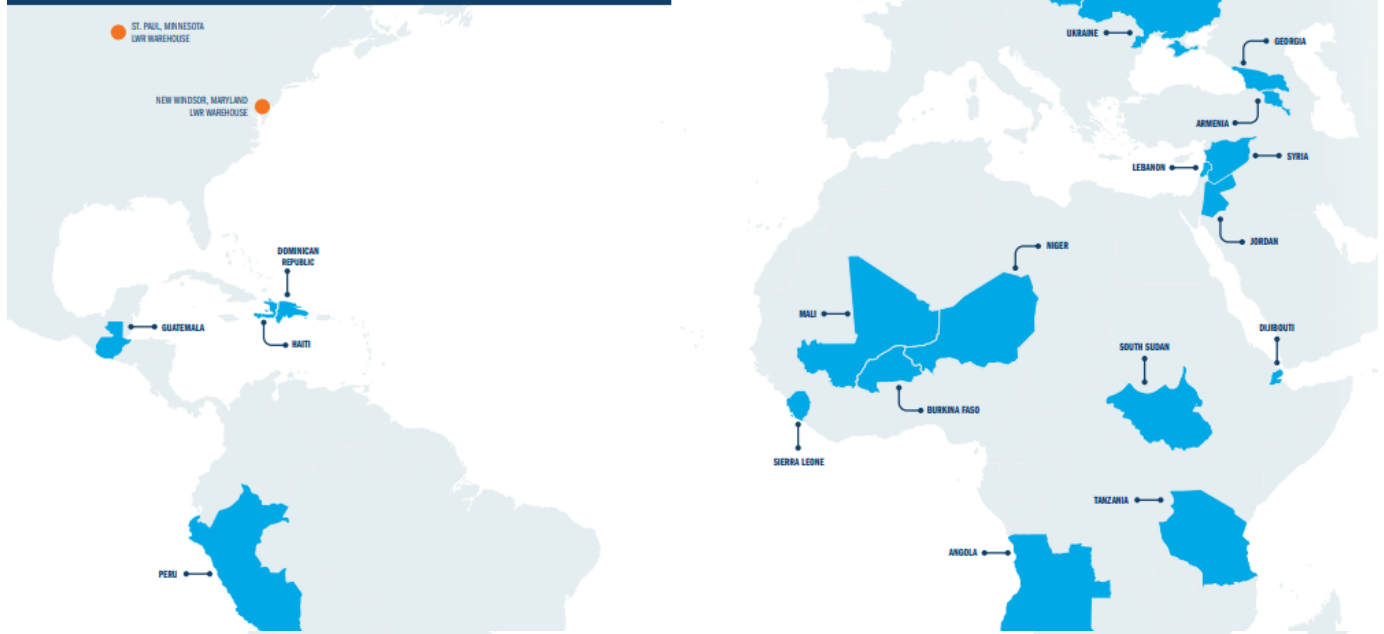 ST. PAUL, MINNESOTA
LWR WAREHOUSE
NEW WINDSOR, MARYLAND
LWR WAREHOUSE
DOMINICAN
REPUBLIC
GUATEMALA
HAITI
PERU
UKRAINE
GEORGIA
ARMENIA
SYRIA
LEBANON
JORDAN
NIGER
MALI
DJIBOUTI
SOUTH SUDAN
BURKINA FASO
SIERRA LEONE
TANZANIA
ANGOLA